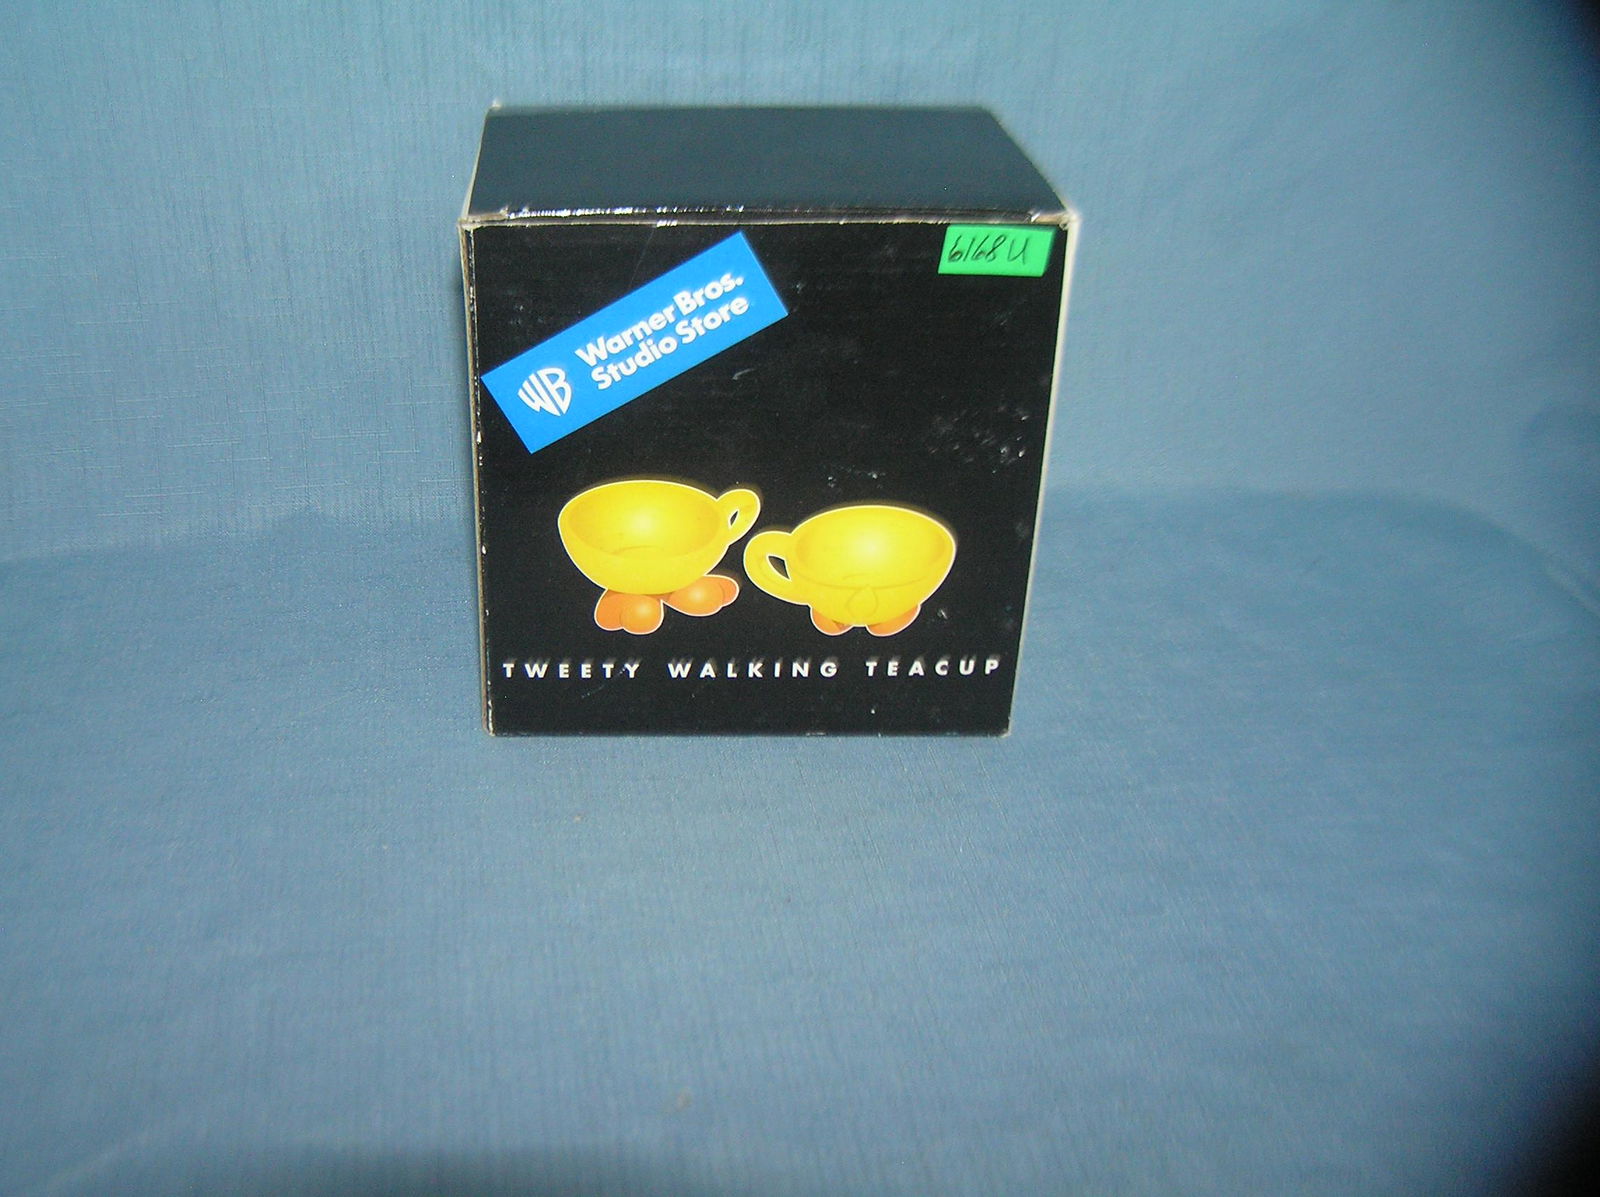 6168U
WB
Warner Bros.
Studio Store
TWEETY WALKING TEACUP